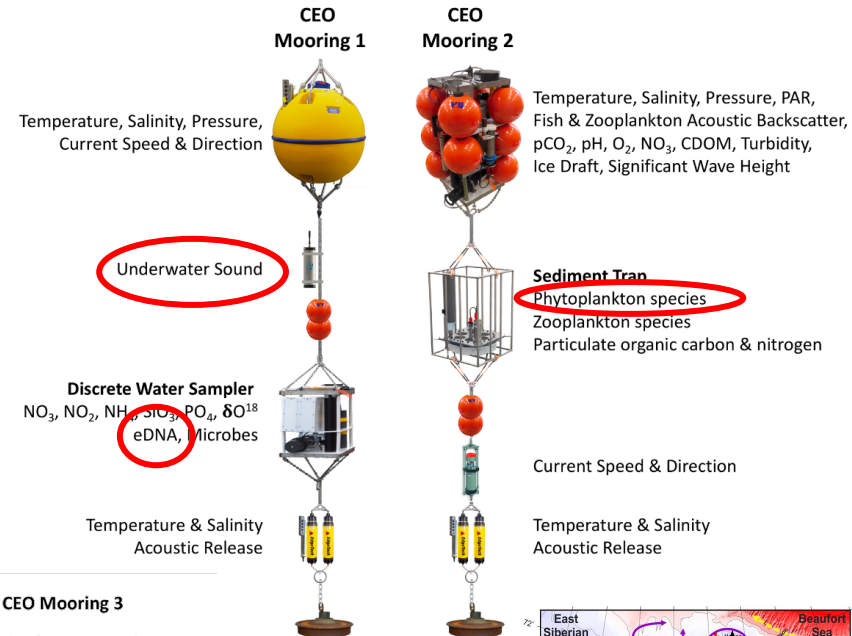 CEO
Mooring 1
CEO
Mooring 2
Temperature, Salinity, Pressure,
Current Speed & Direction
Temperature, Salinity, Pressure, PAR,
Fish & Zooplankton Acoustic Backscatter,
pCO₂, pH, O₂, NO₃, CDOM, Turbidity,
Ice Draft, Significant Wave Height
Underwater Sound
Sediment Trap
Phytoplankton species
Zooplankton species
Particulate organic carbon & nitrogen
Discrete Water Sampler
NO₃, NO₂, NH₄, SiO₃, PO₄, δO¹⁸
eDNA, Microbes
Current Speed & Direction
Temperature & Salinity
Acoustic Release
Temperature & Salinity
Acoustic Release
CEO Mooring 3
72°
East
Siberian
Beaufort
Sea